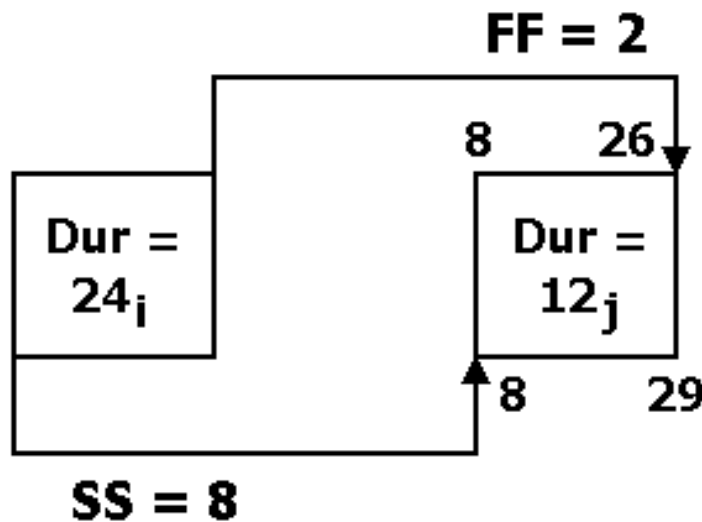 FF = 2
8 26
Dur =
24i
Dur =
12j
8 29
SS = 8